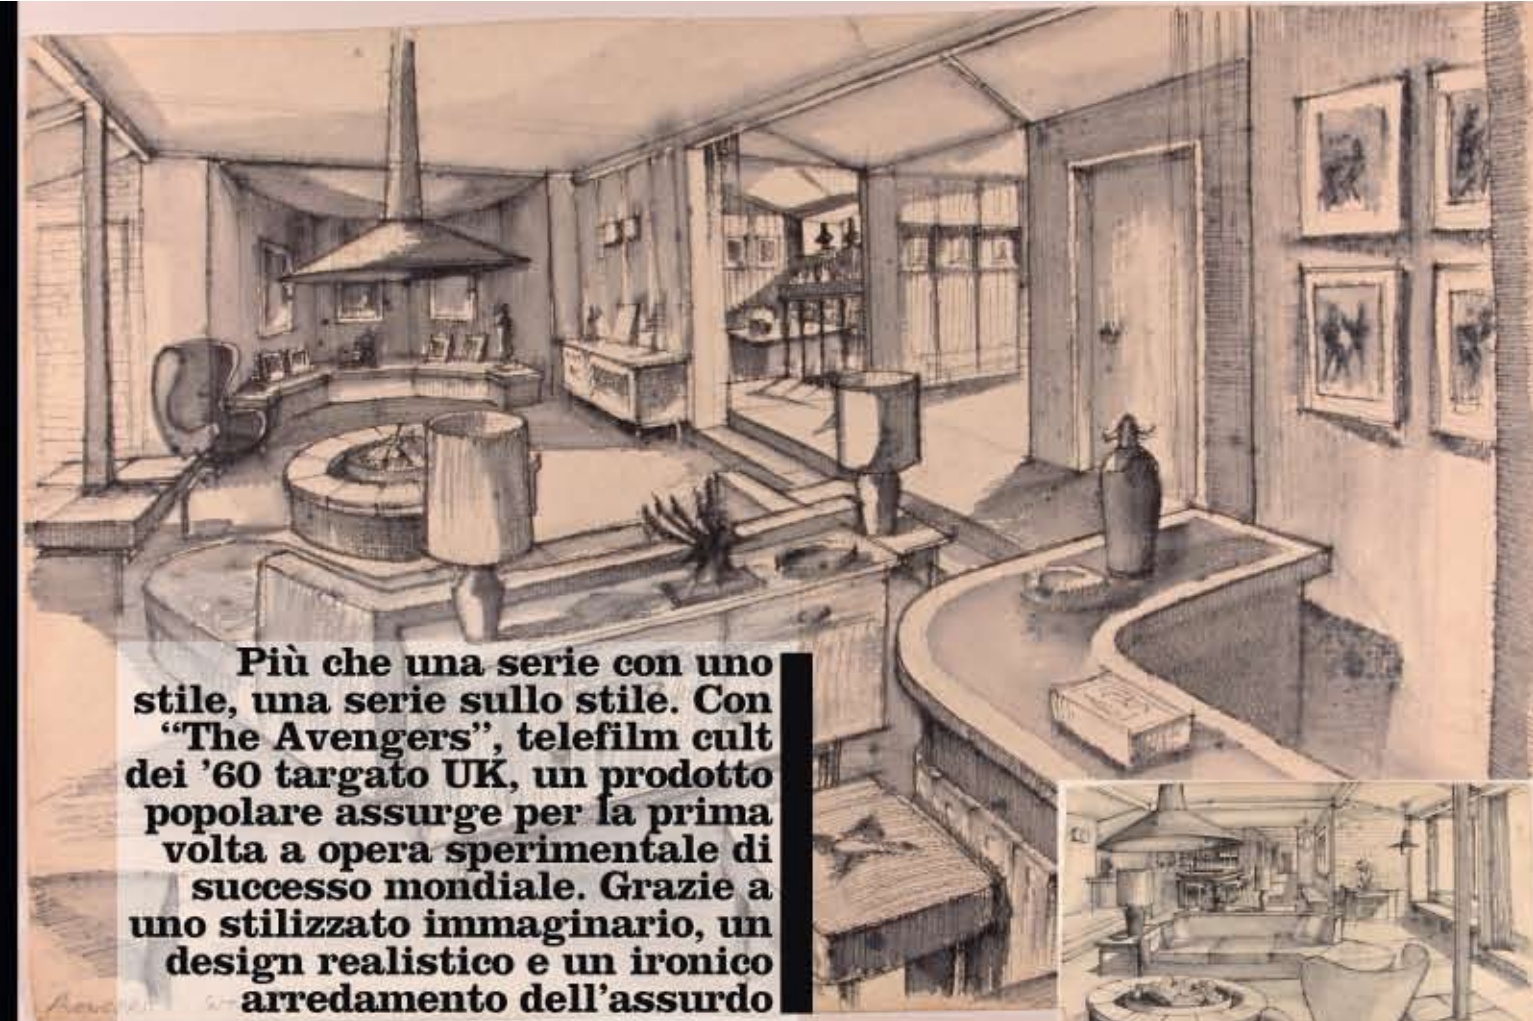 Più che una serie con uno
stile, una serie sullo stile. Con
“The Avengers”, telefilm cult
dei ’60 targato UK, un prodotto
popolare assurge per la prima
volta a opera sperimentale di
successo mondiale. Grazie a
uno stilizzato immaginario, un
design realistico e un ironico
arredamento dell’assurdo